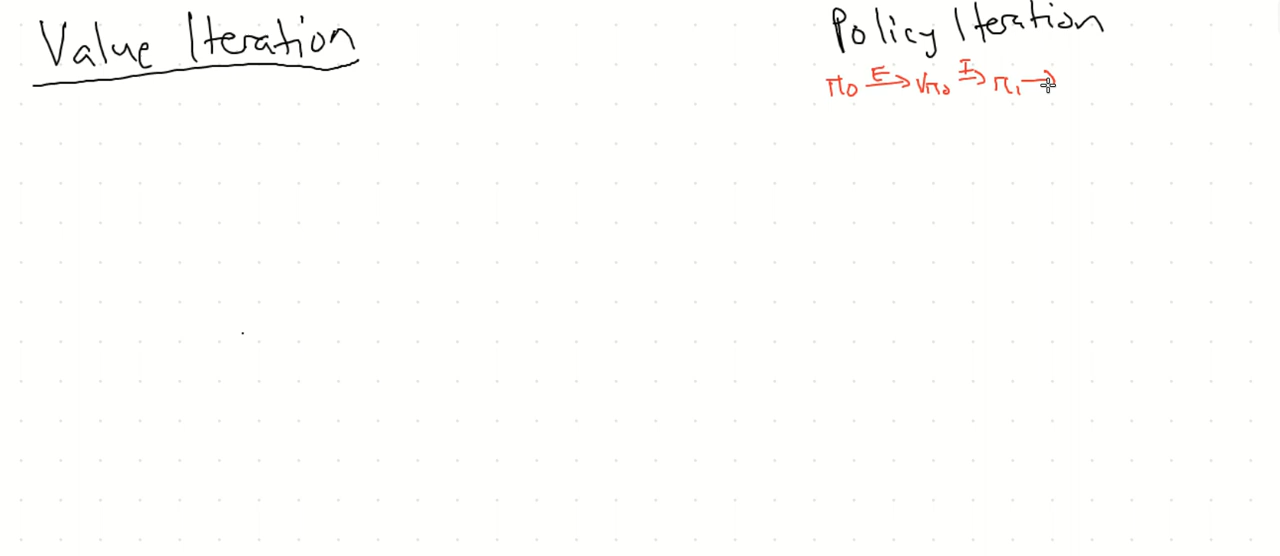 Value Iteration
Policy Iteration
π0 E→ Vπ0 I→ π1 →